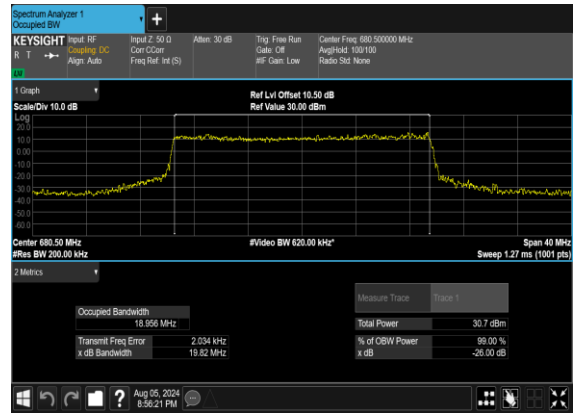 Spectrum Analyzer 1
Occupied BW
+
KEYSIGHT
R T
LXI
Input: RF
Coupling: DC
Align: Auto
Input Z: 50 Ω
Corr CCorr
Freq Ref: Int (S)
Atten: 30 dB
Trig: Free Run
Gate: Off
#IF Gain: Low
Center Freq: 680.500000 MHz
Avg|Hold: 100/100
Radio Std: None
1 Graph
Scale/Div 10.0 dB
Ref Lvl Offset 10.50 dB
Ref Value 30.00 dBm
Log
20.0
10.0
0.00
-10.0
-20.0
-30.0
-40.0
-50.0
-60.0
Center 680.50 MHz
#Res BW 200.00 kHz
#Video BW 620.00 kHz*
Span 40 MHz
Sweep 1.27 ms (1001 pts)
2 Metrics
Measure Trace
Trace 1
Occupied Bandwidth
18.956 MHz
Total Power
30.7 dBm
Transmit Freq Error
2.034 kHz
% of OBW Power
99.00 %
x dB Bandwidth
19.82 MHz
x dB
-26.00 dB
?
Aug 05, 2024
8:56:21 PM